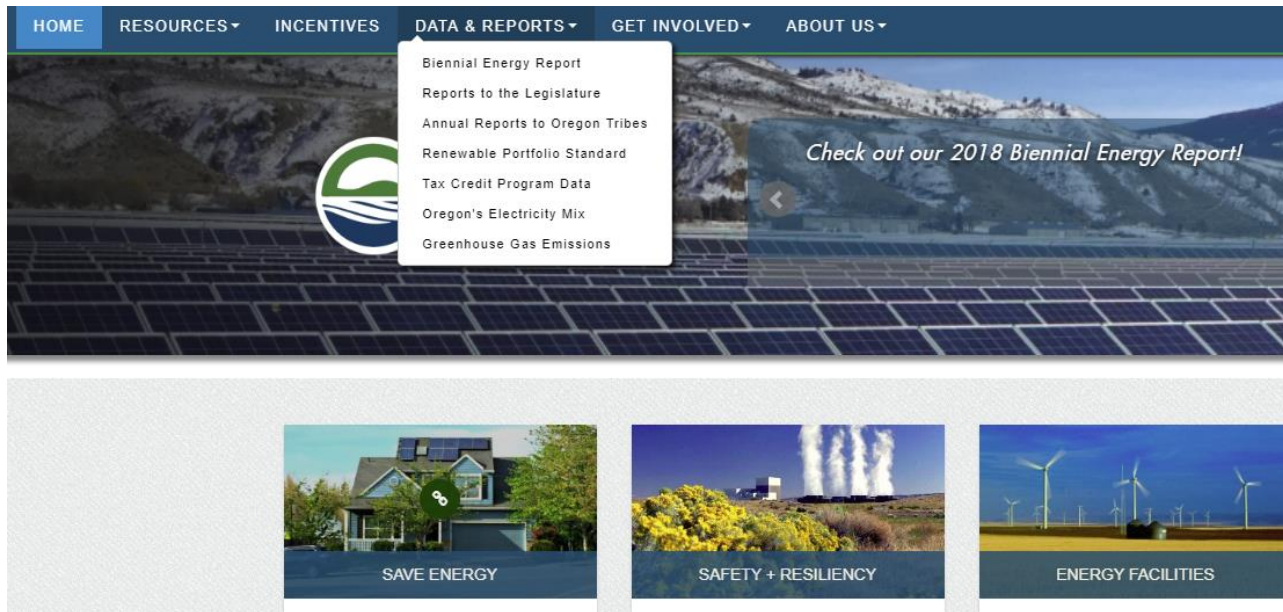 HOME RESOURCES INCENTIVES DATA & REPORTS GET INVOLVED ABOUT US
Biennial Energy Report
Reports to the Legislature
Annual Reports to Oregon Tribes
Renewable Portfolio Standard
Tax Credit Program Data
Oregon's Electricity Mix
Greenhouse Gas Emissions
Check out our 2018 Biennial Energy Report!
SAVE ENERGY SAFETY + RESILIENCY ENERGY FACILITIES